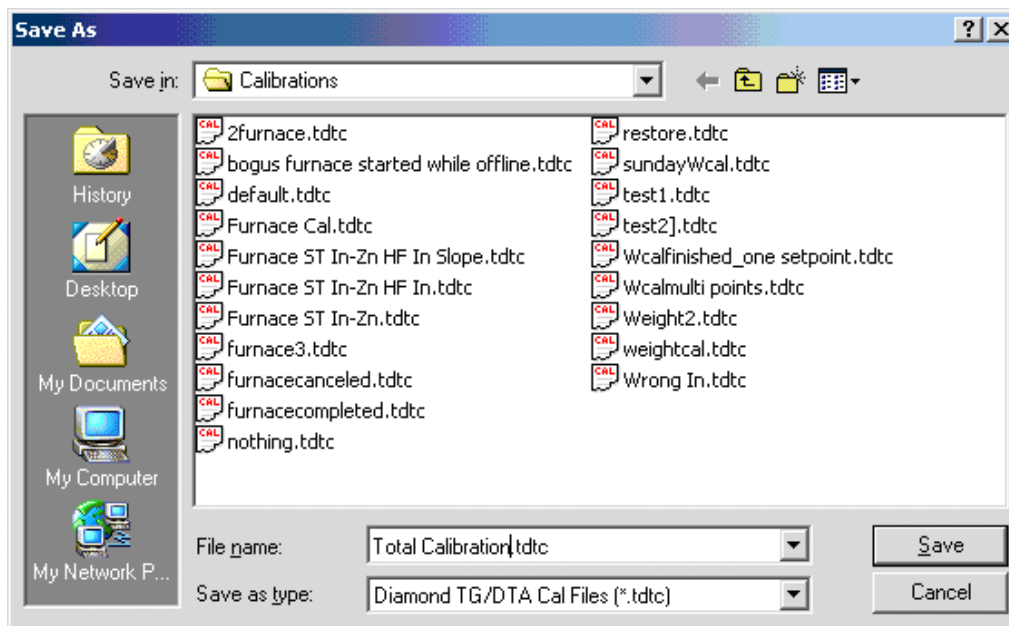 Save As
Save in: Calibrations
History
Desktop
My Documents
My Computer
My Network P...
2furnace.tdtc
bogus furnace started while offline.tdtc
default.tdtc
Furnace Cal.tdtc
Furnace ST In-Zn HF In Slope.tdtc
Furnace ST In-Zn HF In.tdtc
Furnace ST In-Zn.tdtc
furnace3.tdtc
furnacecanceled.tdtc
furnacecompleted.tdtc
nothing.tdtc
restore.tdtc
sundayWcal.tdtc
test1.tdtc
test2].tdtc
Wcalfinished_one setpoint.tdtc
Wcalmulti points.tdtc
Weight2.tdtc
weightcal.tdtc
Wrong In.tdtc
File name: Total Calibration.tdtc
Save
Save as type: Diamond TG/DTA Cal Files (*.tdtc)
Cancel